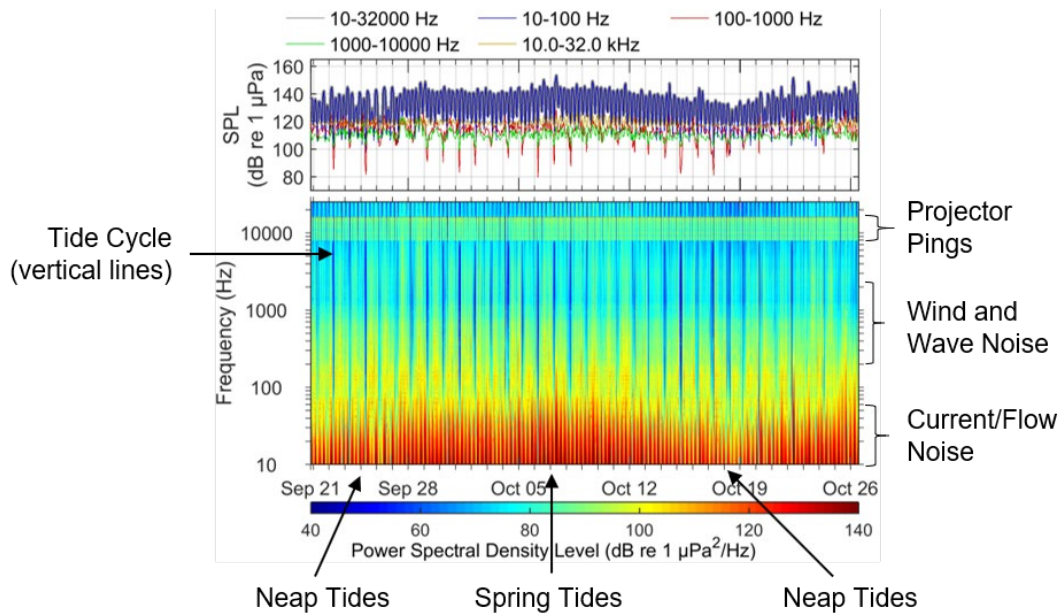 10-32000 Hz 10-100 Hz 100-1000 Hz
1000-10000 Hz 10.0-32.0 kHz
SPL
(dB re 1 µPa)
160
140
120
100
80
Frequency (Hz)
10000
1000
100
10
Sep 21 Sep 28 Oct 05 Oct 12 Oct 19 Oct 26
40 60 80 100 120 140
Power Spectral Density Level (dB re 1 µPa²/Hz)
Tide Cycle
(vertical lines)
Projector
Pings
Wind and
Wave Noise
Current/Flow
Noise
Neap Tides Spring Tides Neap Tides